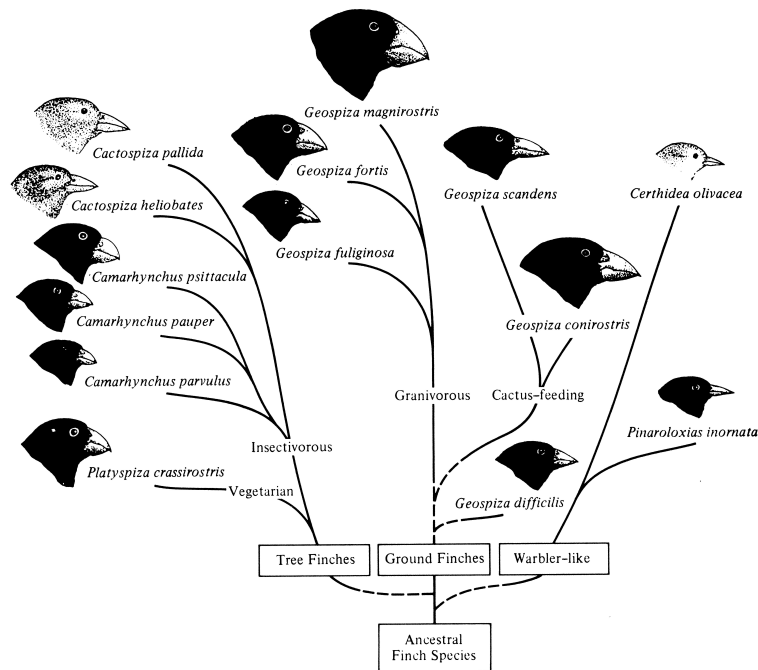 Geospiza magnirostris
Cactospiza pallida
Geospiza fortis
Geospiza scandens
Certhidea olivacea
Cactospiza heliobates
Geospiza fuliginosa
Camarhynchus psittacula
Camarhynchus pauper
Geospiza conirostris
Camarhynchus parvulus
Granivorous
Cactus-feeding
Pinaroloxias inornata
Insectivorous
Platyspiza crassirostris
Vegetarian
Geospiza difficilis
Tree Finches
Ground Finches
Warbler-like
Ancestral
Finch Species